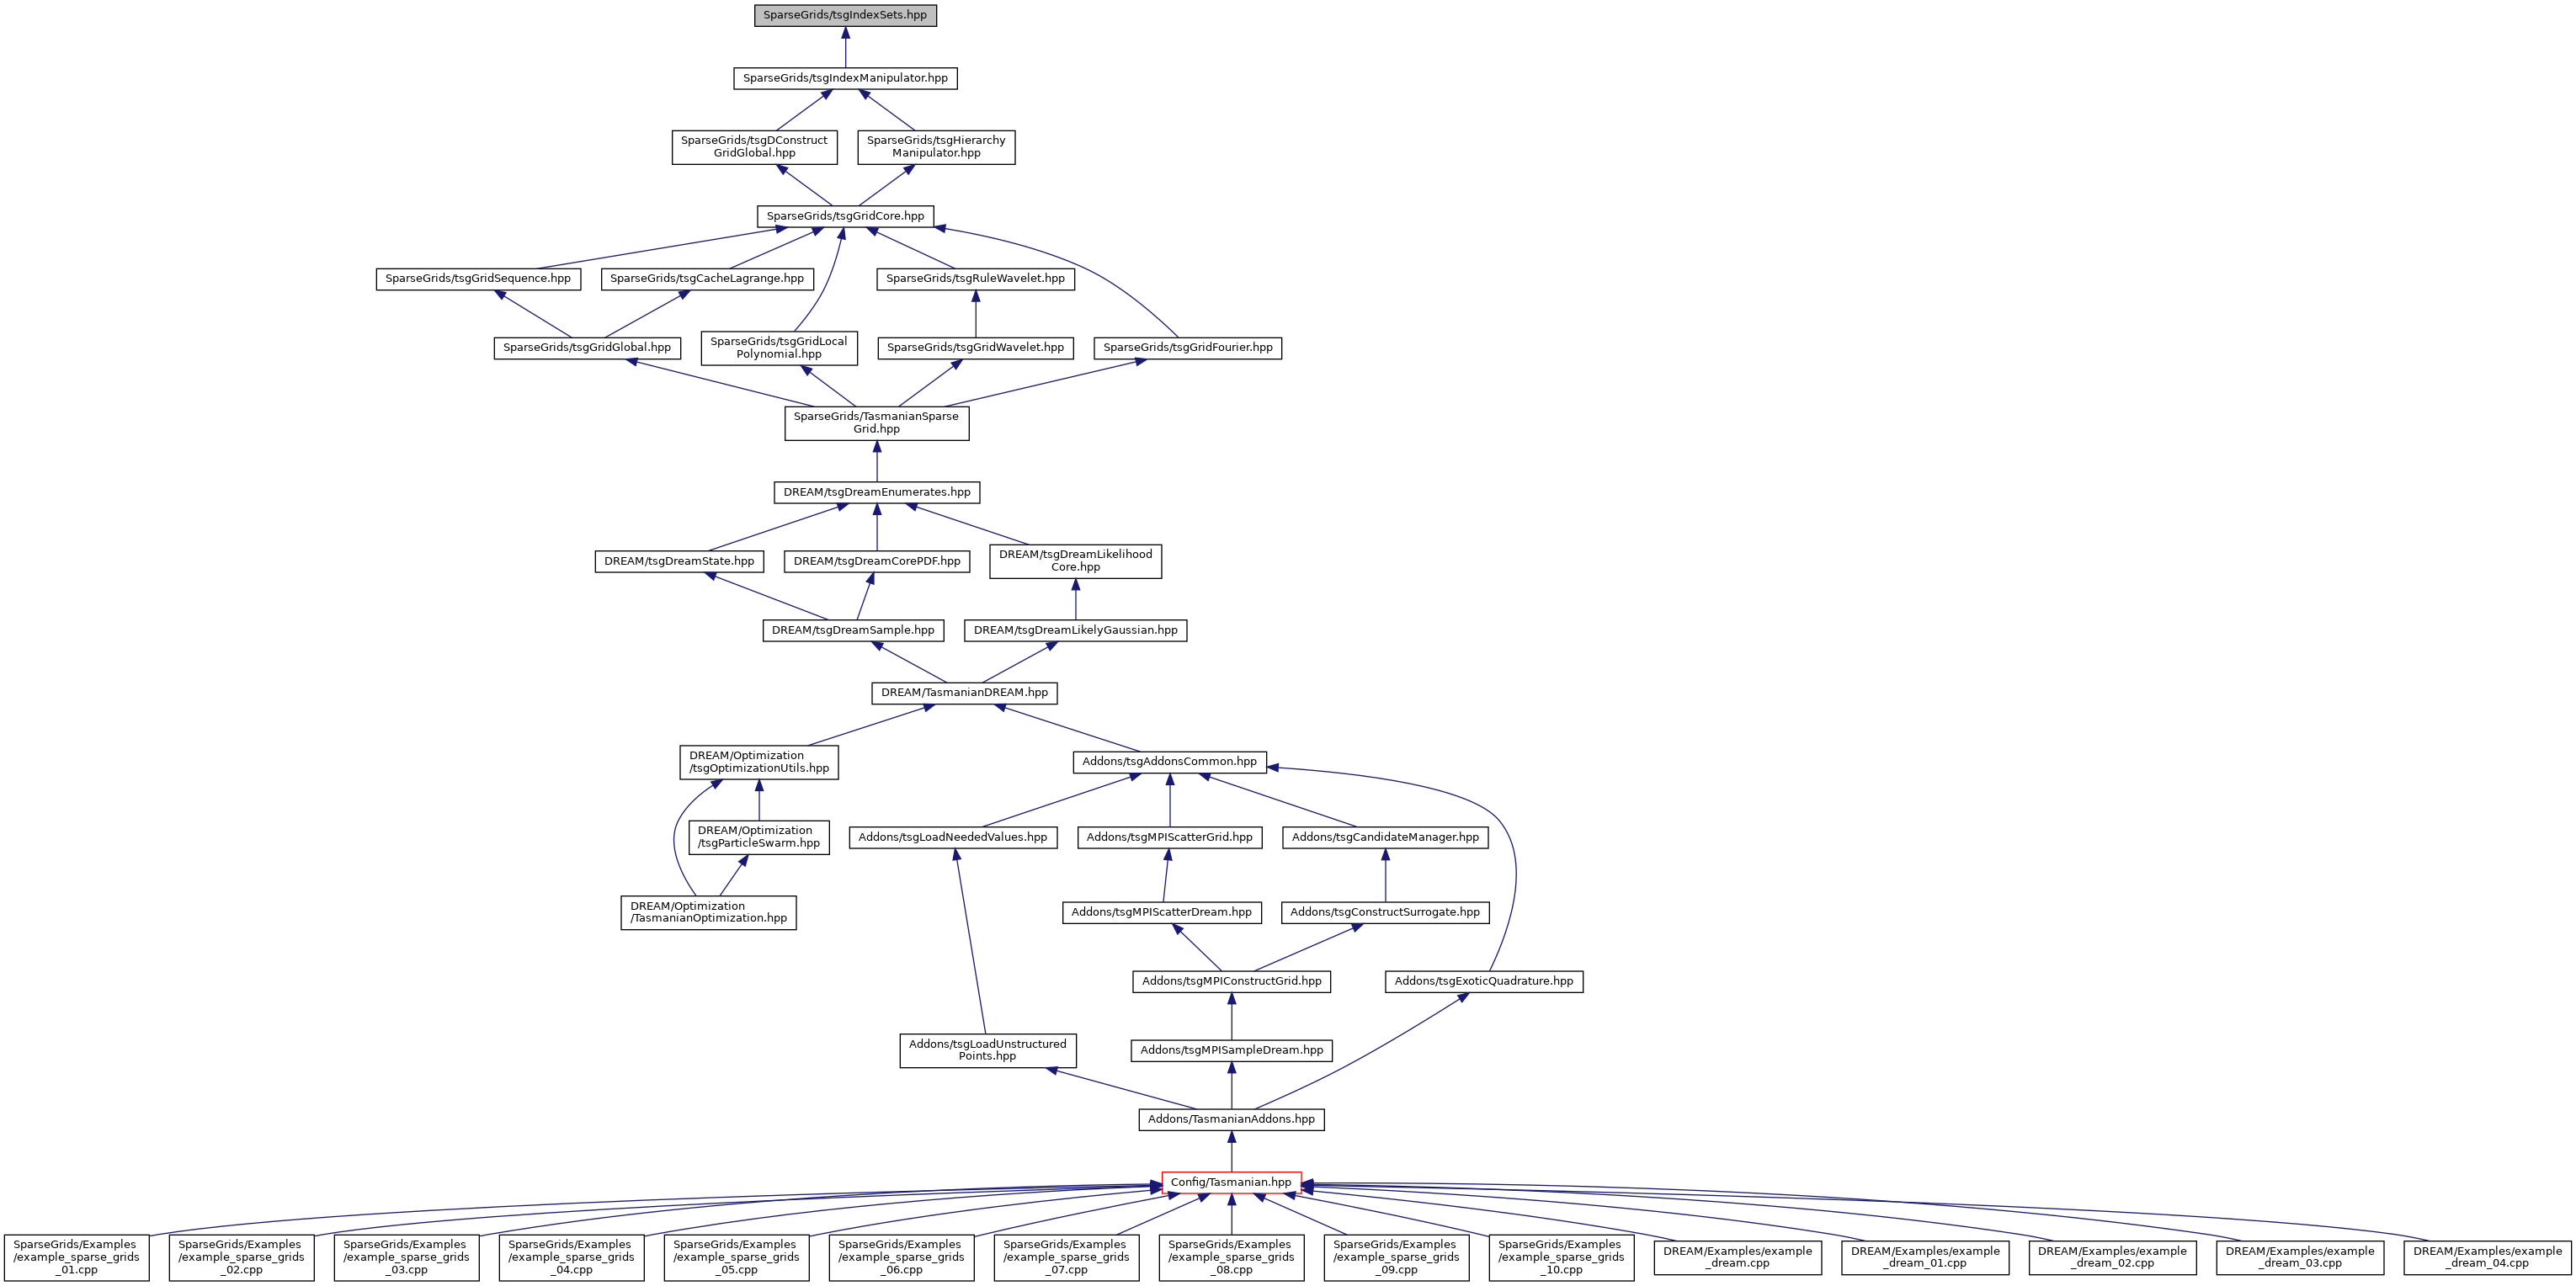 SparseGrids/tsgIndexSets.hpp
SparseGrids/tsgIndexManipulator.hpp
SparseGrids/tsgDConstruct
GridGlobal.hpp
SparseGrids/tsgHierarchy
Manipulator.hpp
SparseGrids/tsgGridCore.hpp
SparseGrids/tsgGridSequence.hpp
SparseGrids/tsgCacheLagrange.hpp
SparseGrids/tsgRuleWavelet.hpp
SparseGrids/tsgGridGlobal.hpp
SparseGrids/tsgGridLocal
Polynomial.hpp
SparseGrids/tsgGridWavelet.hpp
SparseGrids/tsgGridFourier.hpp
SparseGrids/TasmanianSparse
Grid.hpp
DREAM/tsgDreamEnumerates.hpp
DREAM/tsgDreamState.hpp
DREAM/tsgDreamCorePDF.hpp
DREAM/tsgDreamLikelihood
Core.hpp
DREAM/tsgDreamSample.hpp
DREAM/tsgDreamLikelyGaussian.hpp
DREAM/TasmanianDREAM.hpp
DREAM/Optimization
/tsgOptimizationUtils.hpp
Addons/tsgAddonsCommon.hpp
DREAM/Optimization
/tsgParticleSwarm.hpp
Addons/tsgLoadNeededValues.hpp
Addons/tsgMPIScatterGrid.hpp
Addons/tsgCandidateManager.hpp
DREAM/Optimization
/TasmanianOptimization.hpp
Addons/tsgMPIScatterDream.hpp
Addons/tsgConstructSurrogate.hpp
Addons/tsgMPIConstructGrid.hpp
Addons/tsgExoticQuadrature.hpp
Addons/tsgLoadUnstructured
Points.hpp
Addons/tsgMPISampleDream.hpp
Addons/TasmanianAddons.hpp
Config/Tasmanian.hpp
SparseGrids/Examples
/example_sparse_grids
_01.cpp
SparseGrids/Examples
/example_sparse_grids
_02.cpp
SparseGrids/Examples
/example_sparse_grids
_03.cpp
SparseGrids/Examples
/example_sparse_grids
_04.cpp
SparseGrids/Examples
/example_sparse_grids
_05.cpp
SparseGrids/Examples
/example_sparse_grids
_06.cpp
SparseGrids/Examples
/example_sparse_grids
_07.cpp
SparseGrids/Examples
/example_sparse_grids
_08.cpp
SparseGrids/Examples
/example_sparse_grids
_09.cpp
SparseGrids/Examples
/example_sparse_grids
_10.cpp
DREAM/Examples/example
_dream.cpp
DREAM/Examples/example
_dream_01.cpp
DREAM/Examples/example
_dream_02.cpp
DREAM/Examples/example
_dream_03.cpp
DREAM/Examples/example
_dream_04.cpp